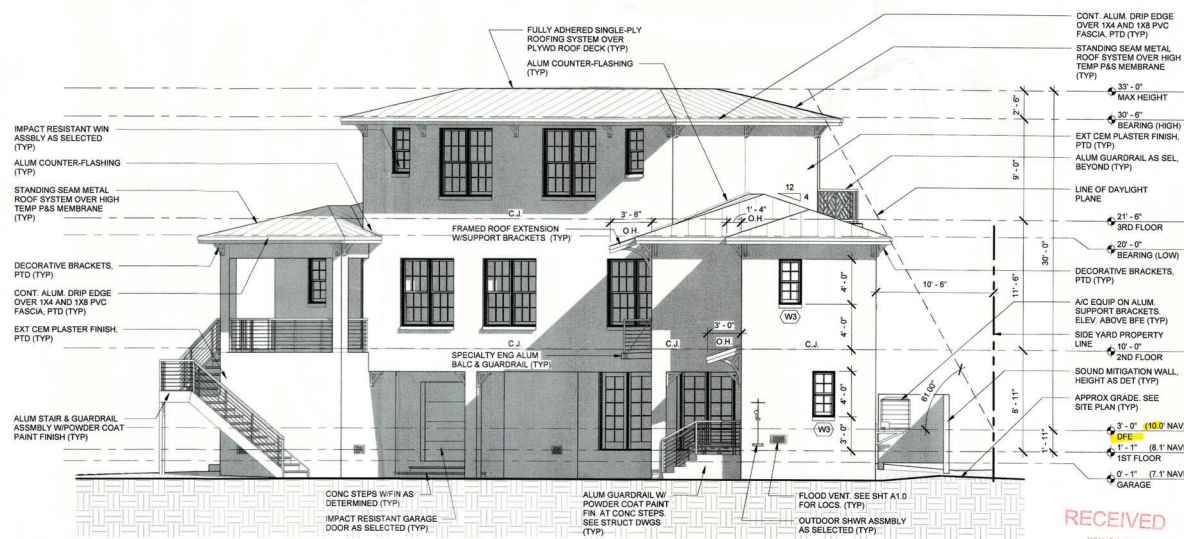 FULLY ADHERED SINGLE-PLY
ROOFING SYSTEM OVER
PLYWD ROOF DECK (TYP)
ALUM COUNTER-FLASHING
(TYP)
CONT. ALUM. DRIP EDGE
OVER 1X4 AND 1X8 PVC
FASCIA, PTD (TYP)
STANDING SEAM METAL
ROOF SYSTEM OVER HIGH
TEMP P&S MEMBRANE
(TYP)
33' - 0"
MAX HEIGHT
2' - 6"
30' - 6"
BEARING (HIGH)
EXT CEM PLASTER FINISH,
PTD (TYP)
ALUM GUARDRAIL AS SEL,
BEYOND (TYP)
LINE OF DAYLIGHT
PLANE
9' - 0"
21' - 6"
3RD FLOOR
20' - 0"
BEARING (LOW)
30' - 0"
11' - 6"
DECORATIVE BRACKETS,
PTD (TYP)
A/C EQUIP ON ALUM.
SUPPORT BRACKETS.
ELEV. ABOVE BFE (TYP)
SIDE YARD PROPERTY
LINE
10' - 0"
2ND FLOOR
SOUND MITIGATION WALL,
HEIGHT AS DET (TYP)
APPROX GRADE. SEE
SITE PLAN (TYP)
8' - 11"
3' - 0" (10.0' NAV
DFE
1' - 1" (8.1' NAV
1ST FLOOR
1' - 11"
0' - 1" (7.1' NAV
GARAGE
RECEIVED
IMPACT RESISTANT WIN
ASSBLY AS SELECTED
(TYP)
ALUM COUNTER-FLASHING
(TYP)
STANDING SEAM METAL
ROOF SYSTEM OVER HIGH
TEMP P&S MEMBRANE
(TYP)
DECORATIVE BRACKETS,
PTD (TYP)
CONT. ALUM. DRIP EDGE
OVER 1X4 AND 1X8 PVC
FASCIA, PTD (TYP)
EXT CEM PLASTER FINISH,
PTD (TYP)
ALUM STAIR & GUARDRAIL
ASSMBLY W/POWDER COAT
PAINT FINISH (TYP)
C.J.
3' - 8"
O.H.
1' - 4"
O.H.
12
4
FRAMED ROOF EXTENSION
W/SUPPORT BRACKETS (TYP)
10' - 6"
4' - 0"
W3
4' - 0"
3' - 0"
O.H.
C.J.
C.J.
C.J.
SPECIALTY ENG ALUM
BALC & GUARDRAIL (TYP)
4' - 0"
W3
3' - 0"
61.00°
CONC STEPS W/FIN AS
DETERMINED (TYP)
IMPACT RESISTANT GARAGE
DOOR AS SELECTED (TYP)
ALUM GUARDRAIL W/
POWDER COAT PAINT
FIN. AT CONC STEPS.
SEE STRUCT DWGS
(TYP)
FLOOD VENT. SEE SHT A1.0
FOR LOCS. (TYP)
OUTDOOR SHWR ASSMBLY
AS SELECTED (TYP)